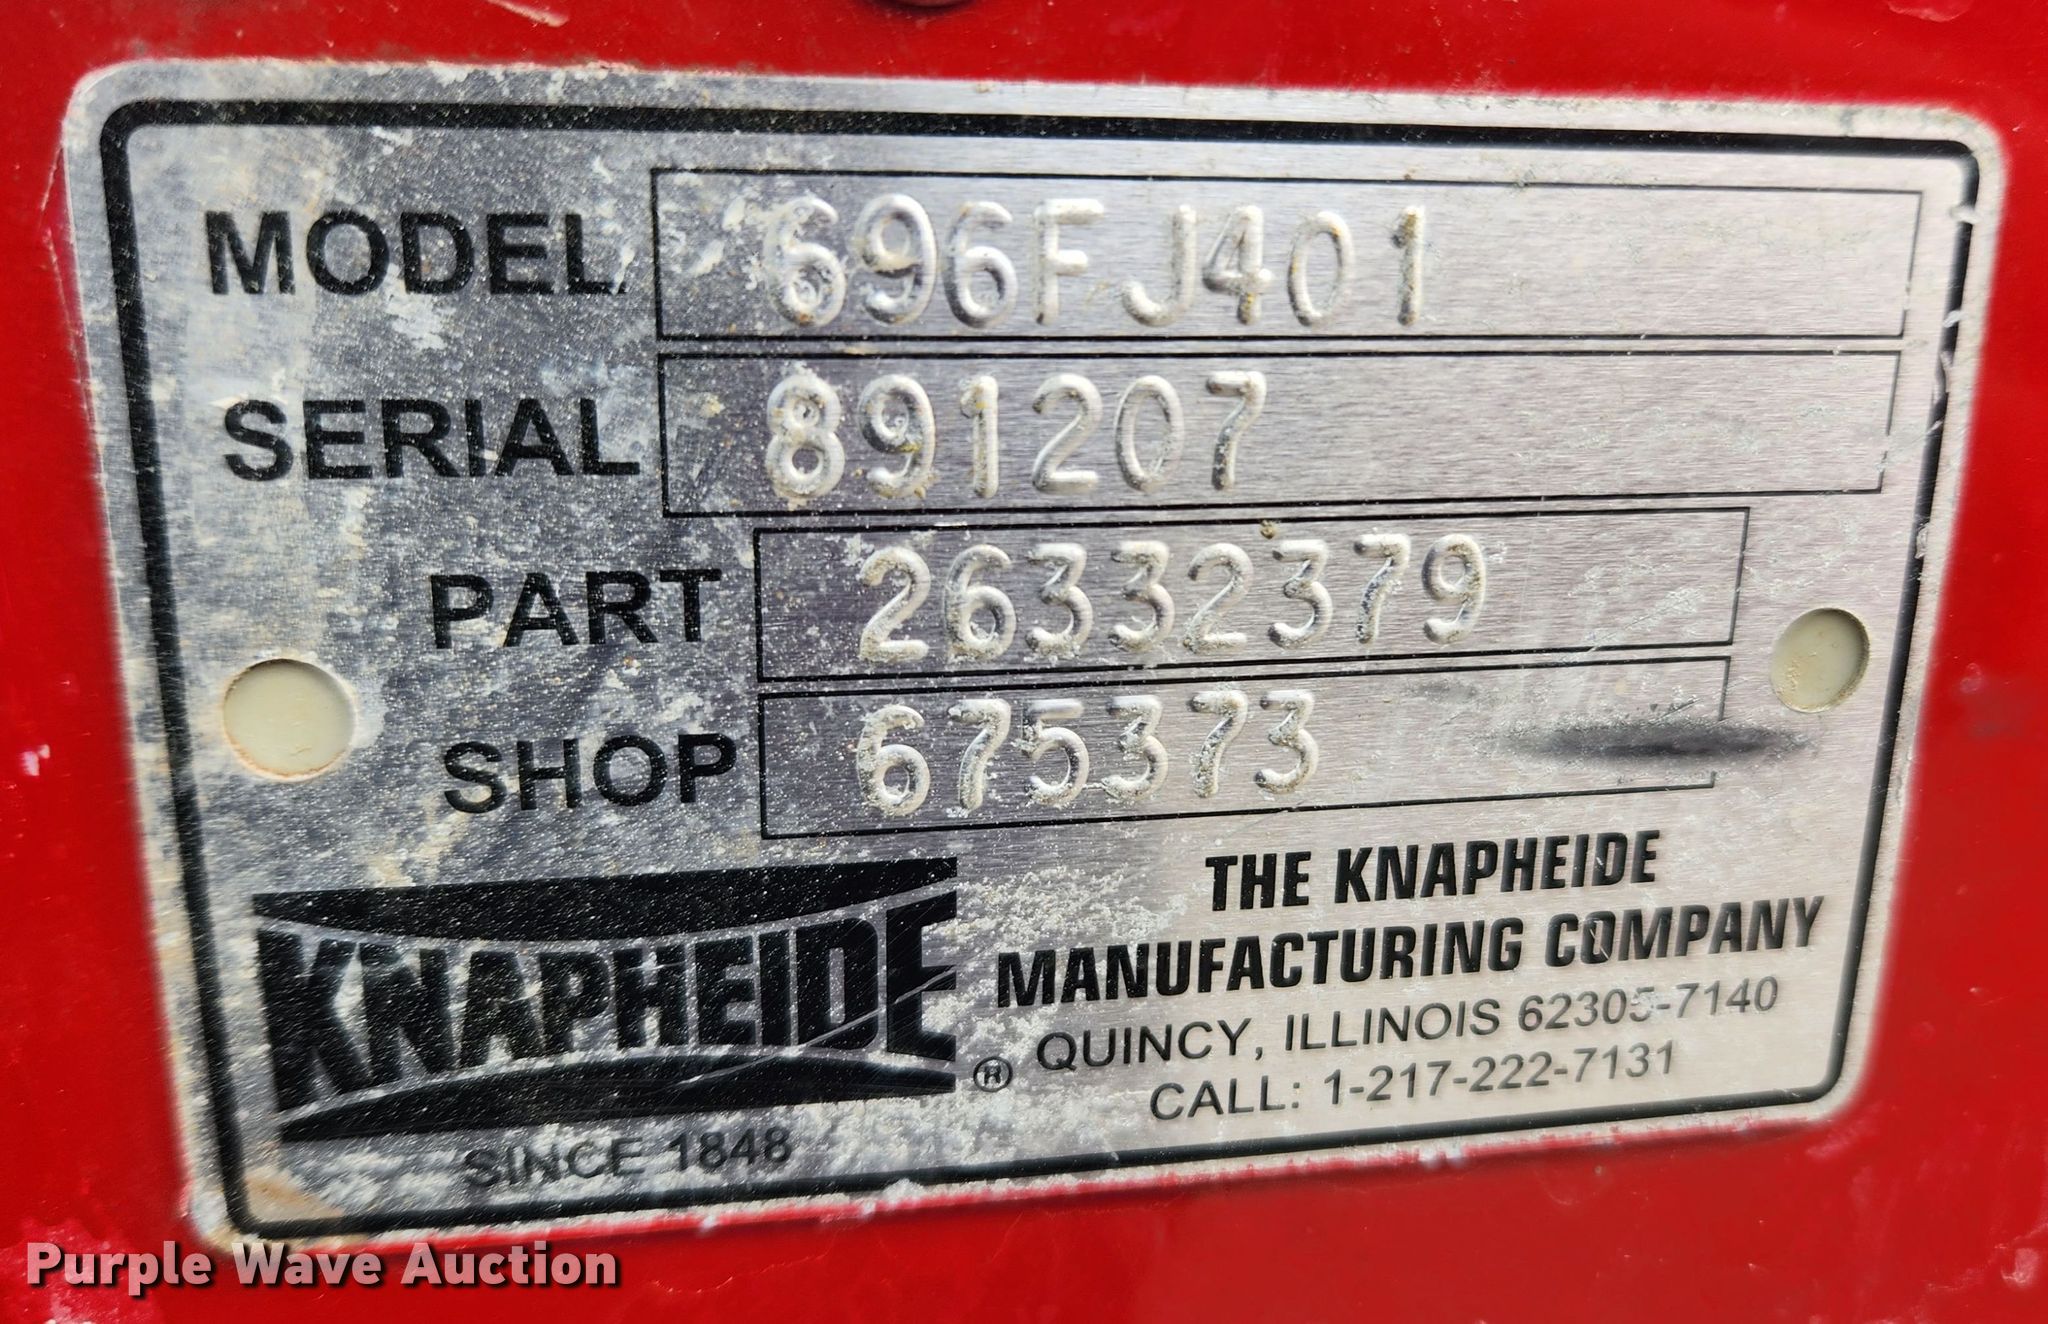 MODEL 696FJ401
SERIAL 891207
PART 26332379
SHOP 675373
KNAPHEIDE ®
SINCE 1848
THE KNAPHEIDE
MANUFACTURING COMPANY
QUINCY, ILLINOIS 62305-7140
CALL: 1-217-222-7131
Purple Wave Auction